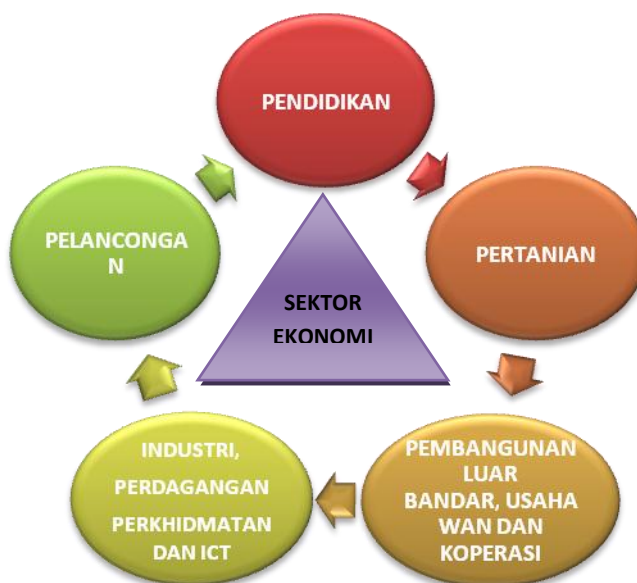 PENDIDIKAN
PELANCONGA
N
PERTANIAN
SEKTOR
EKONOMI
INDUSTRI,
PERDAGANGAN
PERKHIDMATAN
DAN ICT
PEMBANGUNAN
LUAR
BANDAR, USAHA
WAN DAN
KOPERASI